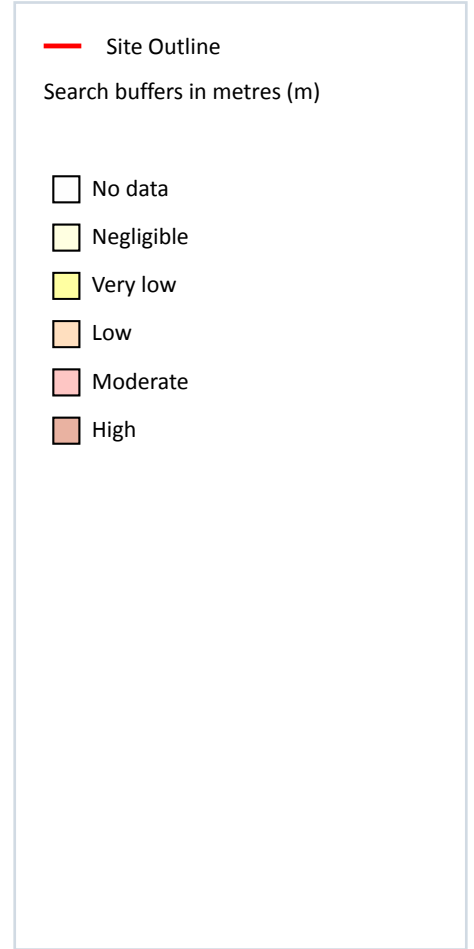 Site Outline
Search buffers in metres (m)
No data
Negligible
Very low
Low
Moderate
High